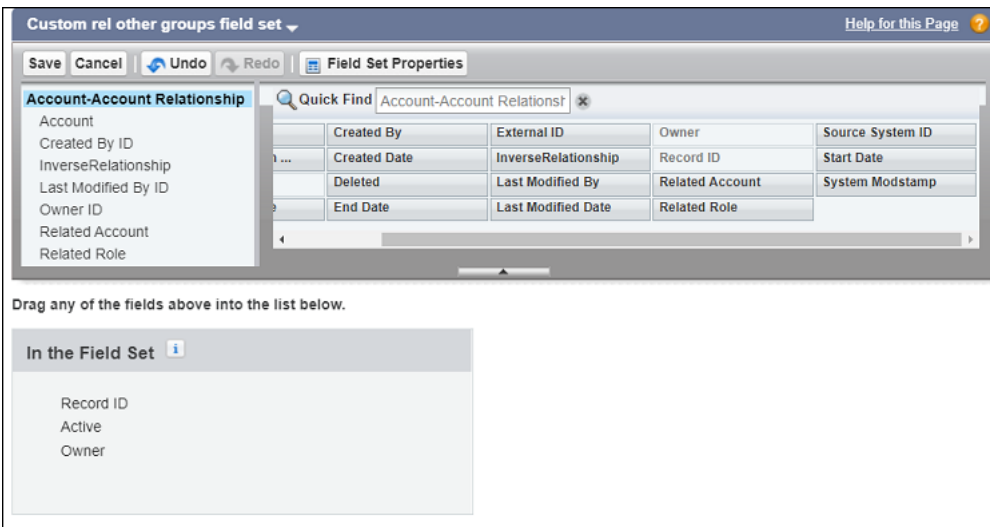 Custom rel other groups field set
Help for this Page ?
Save Cancel Undo Redo Field Set Properties
Account-Account Relationship
Account
Created By ID
InverseRelationship
Last Modified By ID
Owner ID
Related Account
Related Role
Quick Find Account-Account Relationsh
Created By External ID Owner Source System ID
... Created Date InverseRelationship Record ID Start Date
Deleted Last Modified By Related Account System Modstamp
End Date Last Modified Date Related Role
Drag any of the fields above into the list below.
In the Field Set i
Record ID
Active
Owner